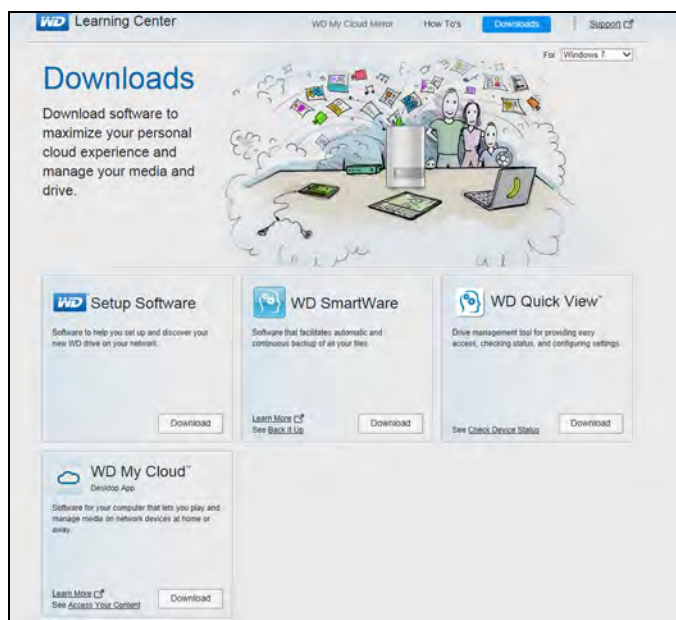 WD Learning Center
WD My Cloud Mirror How To's Downloads Support
For Windows 7
Downloads
Download software to
maximize your personal
cloud experience and
manage your media and
drive.
WD Setup Software
Software to help you set up and discover your
new WD drive on your network.
Download
WD SmartWare
Software that facilitates automatic and
continuous backup of all your files.
Learn More
See Back It Up
Download
WD Quick View™
Drive management tool for providing easy
access, checking status, and configuring settings.
See Check Device Status
Download
WD My Cloud™
Desktop App
Software for your computer that lets you play and
manage media on network devices at home or
away.
Learn More
See Access Your Content
Download